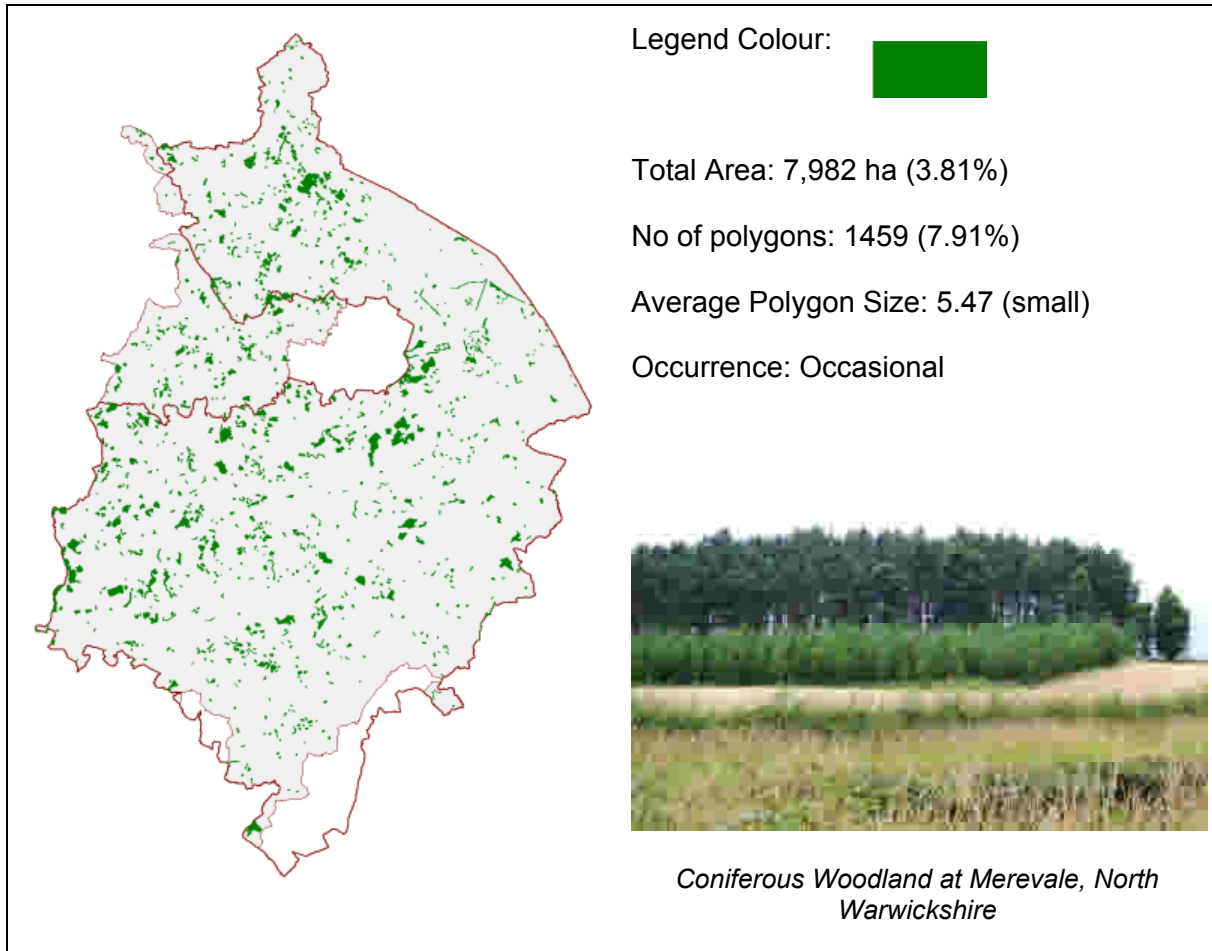 Legend Colour:
Total Area: 7,982 ha (3.81%)
No of polygons: 1459 (7.91%)
Average Polygon Size: 5.47 (small)
Occurrence: Occasional
Coniferous Woodland at Merevale, North
Warwickshire